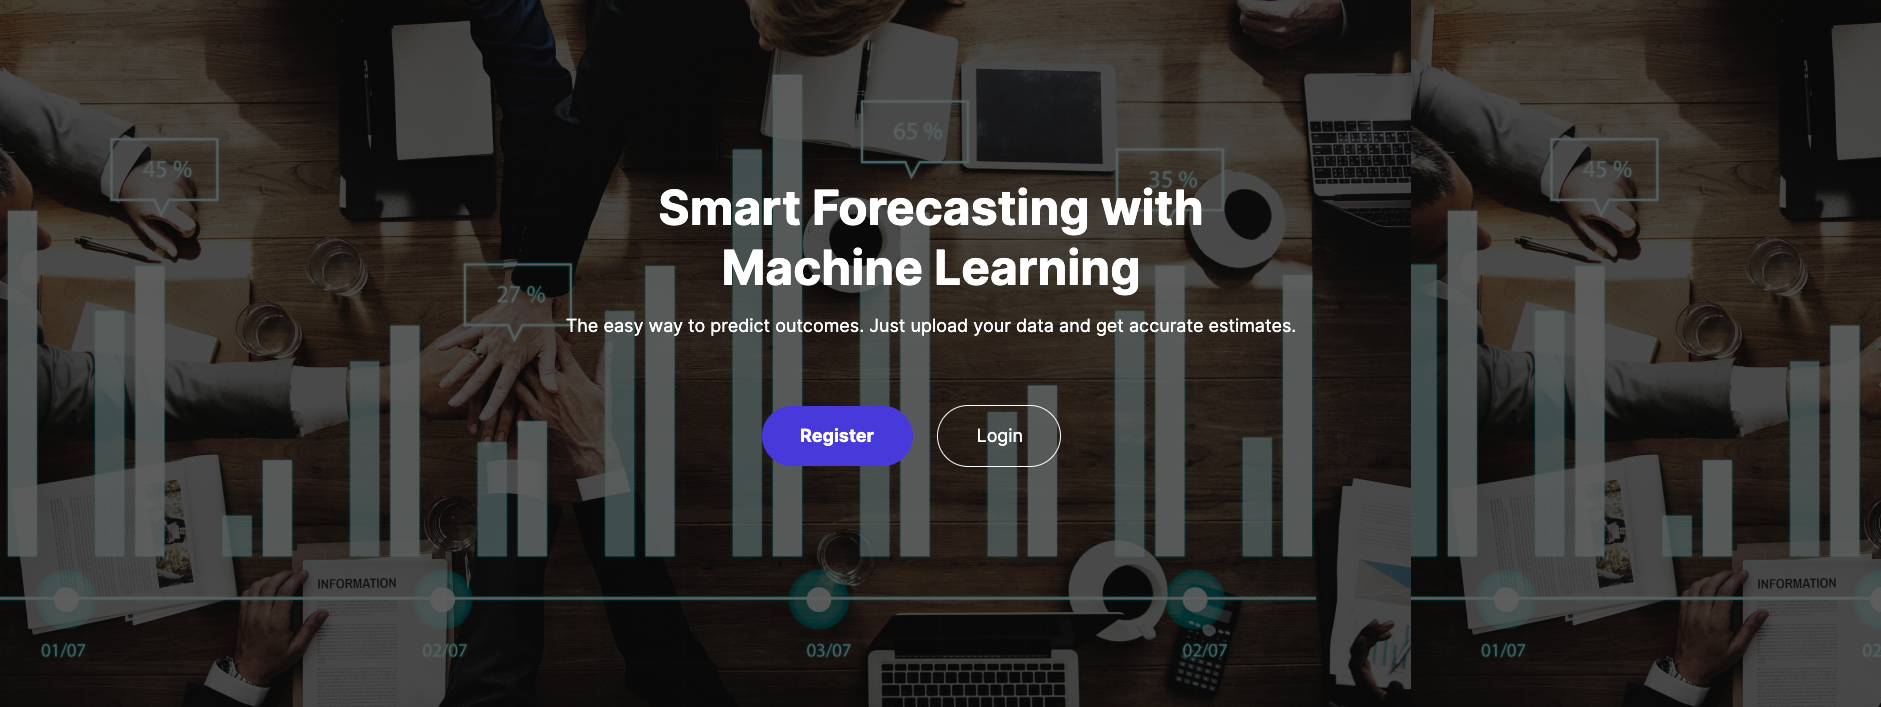 45 %
65 %
35 %
45 %
Smart Forecasting with
Machine Learning
27 %
The easy way to predict outcomes. Just upload your data and get accurate estimates.
Register
Login
INFORMATION
INFORMATION
01/07
02/07
03/07
02/07
01/07
02